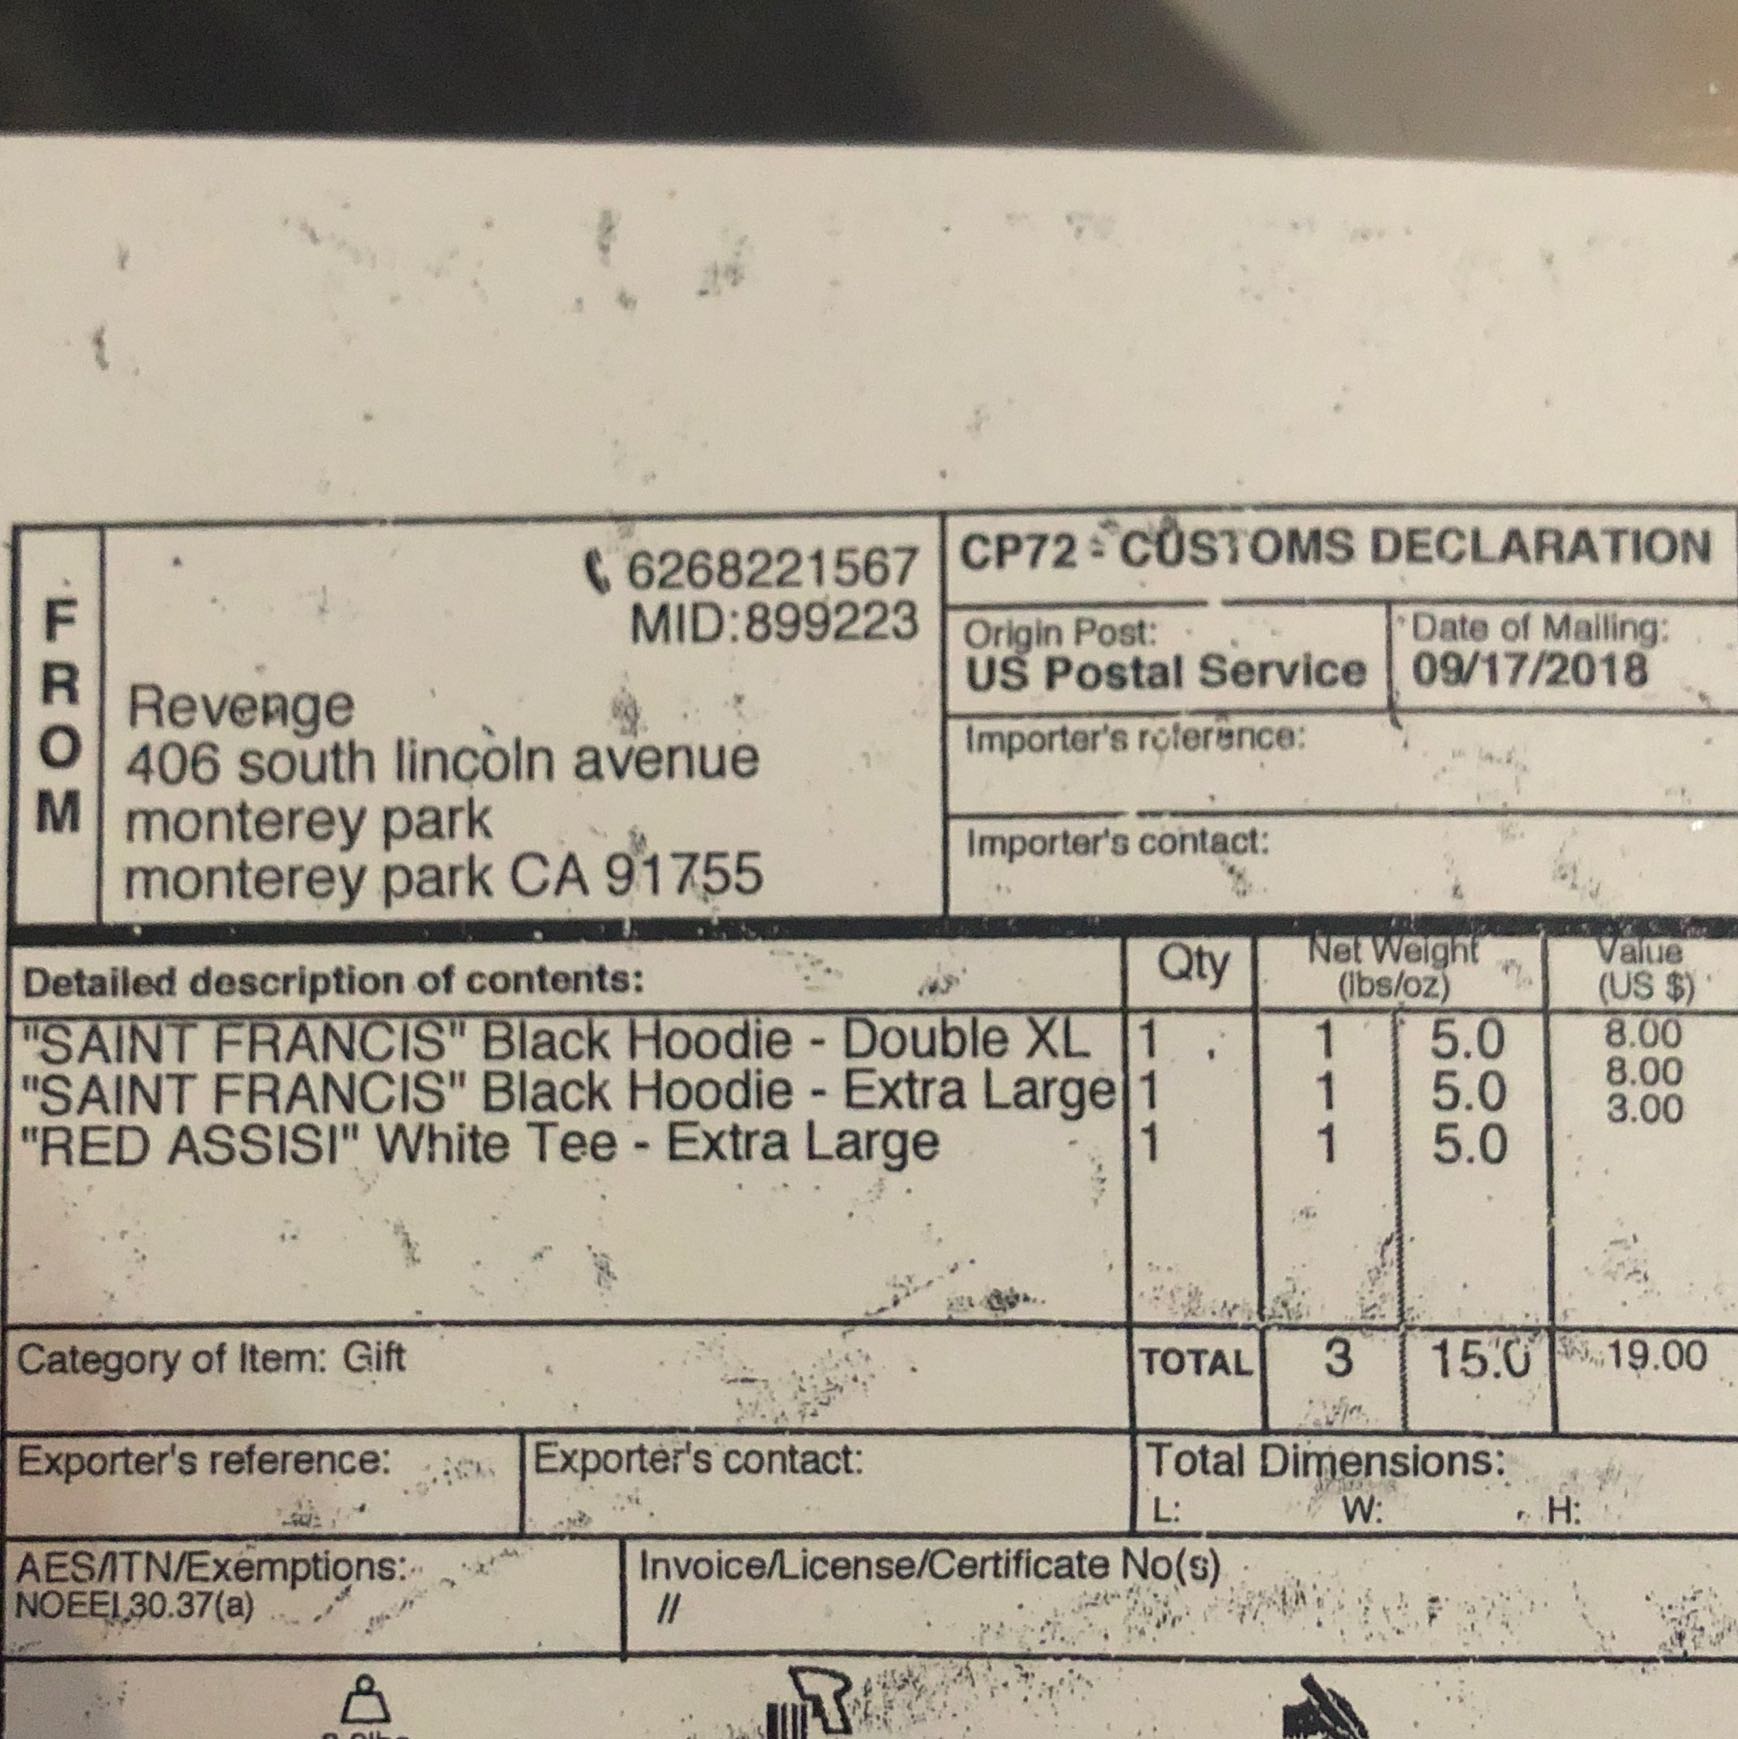 6268221567
MID:899223
FROM
Revenge
406 south lincoln avenue
monterey park
monterey park CA 91755
CP72 - CUSTOMS DECLARATION
Origin Post:
US Postal Service
Date of Mailing:
09/17/2018
Importer's reference:
Importer's contact:
Detailed description of contents: Qty Net Weight (lbs/oz) Value (US $)
"SAINT FRANCIS" Black Hoodie - Double XL 1 1 5.0 8.00
"SAINT FRANCIS" Black Hoodie - Extra Large 1 1 5.0 8.00
"RED ASSISI" White Tee - Extra Large 1 1 5.0 3.00
Category of Item: Gift TOTAL 3 15.0 19.00
Exporter's reference: Exporter's contact: Total Dimensions:
L: W: H:
AES/ITN/Exemptions: Invoice/License/Certificate No(s)
NOEEI 30.37(a) //